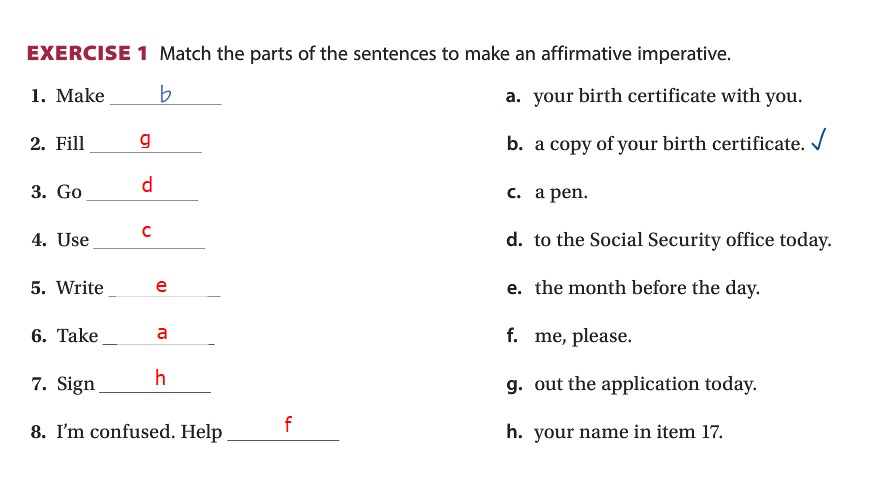 EXERCISE 1 Match the parts of the sentences to make an affirmative imperative.
1. Make b
a. your birth certificate with you.
2. Fill g
b. a copy of your birth certificate. ✓
3. Go d
c. a pen.
4. Use c
d. to the Social Security office today.
5. Write e
e. the month before the day.
6. Take a
f. me, please.
7. Sign h
g. out the application today.
8. I'm confused. Help f
h. your name in item 17.